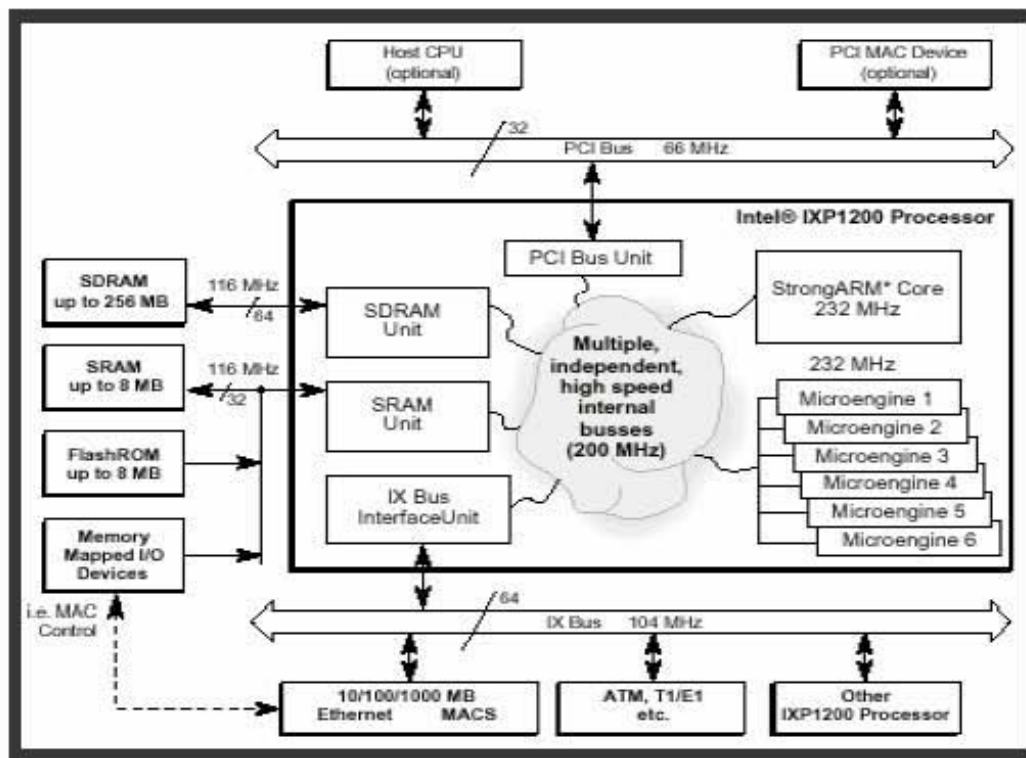 Host CPU
(optional)
PCI MAC Device
(optional)
32
PCI Bus 66 MHz
Intel® IXP1200 Processor
PCI Bus Unit
SDRAM
up to 256 MB
116 MHz
64
SDRAM
Unit
StrongARM* Core
232 MHz
Multiple,
independent,
high speed
internal
busses
(200 MHz)
SRAM
up to 8 MB
116 MHz
32
SRAM
Unit
232 MHz
Microengine 1
Microengine 2
Microengine 3
Microengine 4
Microengine 5
Microengine 6
FlashROM
up to 8 MB
IX Bus
InterfaceUnit
Memory
Mapped I/O
Devices
i.e. MAC
Control
64
IX Bus 104 MHz
10/100/1000 MB
Ethernet MACS
ATM, T1/E1
etc.
Other
IXP1200 Processor